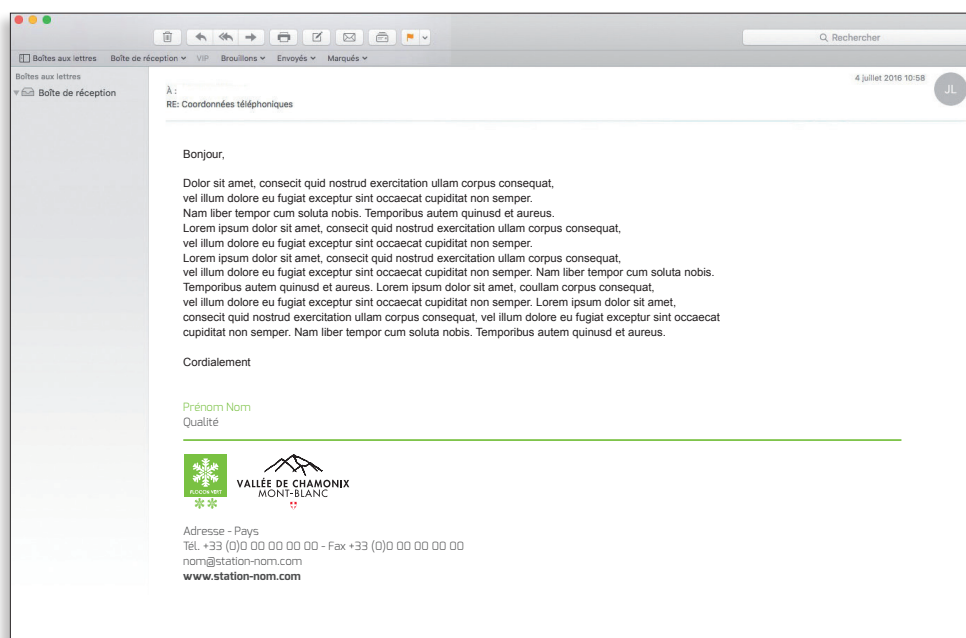 Rechercher
Boîtes aux lettres Boîte de réception VIP Brouillons Envoyés Marqués
Boîtes aux lettres
Boîte de réception
4 juillet 2016 10:58
JL
À :
RE: Coordonnées téléphoniques
Bonjour,
Dolor sit amet, consecit quid nostrud exercitation ullam corpus consequat,
vel illum dolore eu fugiat exceptur sint occaecat cupiditat non semper.
Nam liber tempor cum soluta nobis. Temporibus autem quinusd et aureus.
Lorem ipsum dolor sit amet, consecit quid nostrud exercitation ullam corpus consequat,
vel illum dolore eu fugiat exceptur sint occaecat cupiditat non semper.
Lorem ipsum dolor sit amet, consecit quid nostrud exercitation ullam corpus consequat,
vel illum dolore eu fugiat exceptur sint occaecat cupiditat non semper. Nam liber tempor cum soluta nobis.
Temporibus autem quinusd et aureus. Lorem ipsum dolor sit amet, coullam corpus consequat,
vel illum dolore eu fugiat exceptur sint occaecat cupiditat non semper. Lorem ipsum dolor sit amet,
consecit quid nostrud exercitation ullam corpus consequat, vel illum dolore eu fugiat exceptur sint occaecat
cupiditat non semper. Nam liber tempor cum soluta nobis. Temporibus autem quinusd et aureus.
Cordialement
Prénom Nom
Qualité
FLOCON VERT
VALLÉE DE CHAMONIX
MONT-BLANC
Adresse - Pays
Tél. +33 (0)0 00 00 00 00 - Fax +33 (0)0 00 00 00 00
nom@station-nom.com
www.station-nom.com